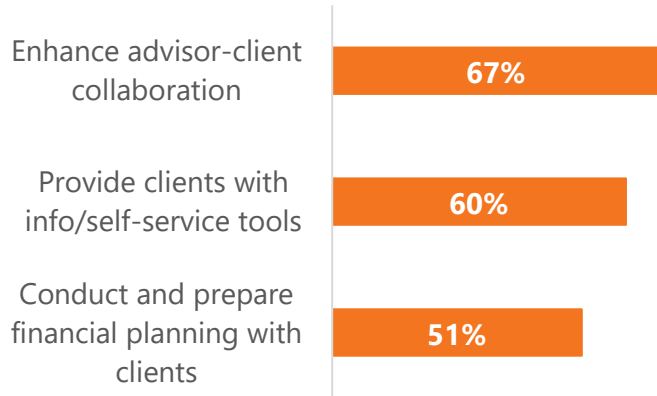 Enhance advisor-client
collaboration
67%
Provide clients with
info/self-service tools
60%
Conduct and prepare
financial planning with
clients
51%